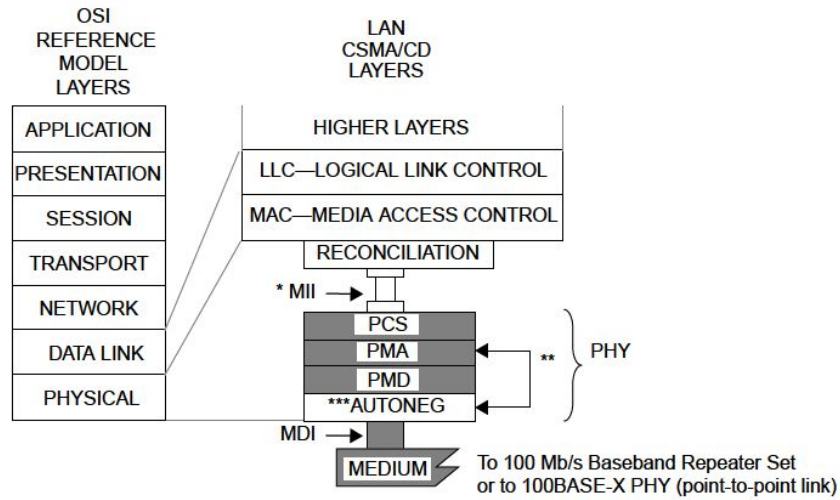 OSI
REFERENCE
MODEL
LAYERS
LAN
CSMA/CD
LAYERS
APPLICATION
PRESENTATION
SESSION
TRANSPORT
NETWORK
DATA LINK
PHYSICAL
HIGHER LAYERS
LLC—LOGICAL LINK CONTROL
MAC—MEDIA ACCESS CONTROL
RECONCILIATION
* MII
PCS
PMA
PMD
***AUTONEG
**
PHY
MDI
MEDIUM
To 100 Mb/s Baseband Repeater Set
or to 100BASE-X PHY (point-to-point link)